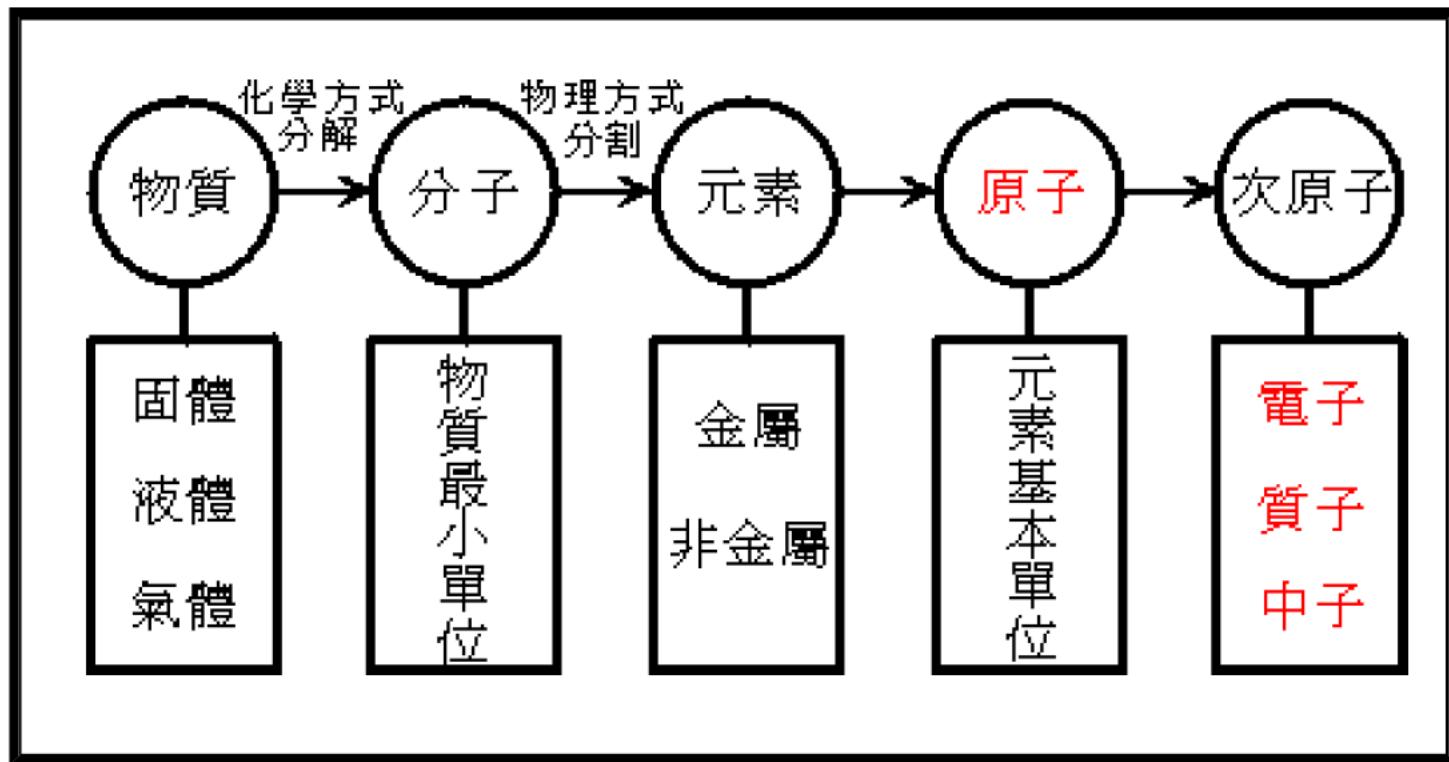 化學方式
分解
物理方式
分割
物質
分子
元素
原子
次原子
固體
液體
氣體
物質最小單位
金屬
非金屬
元素基本單位
電子
質子
中子